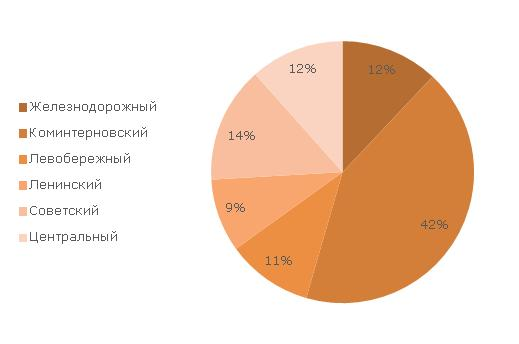 Железнодорожный
Коминтерновский
Левобережный
Ленинский
Советский
Центральный
12%
12%
14%
9%
42%
11%